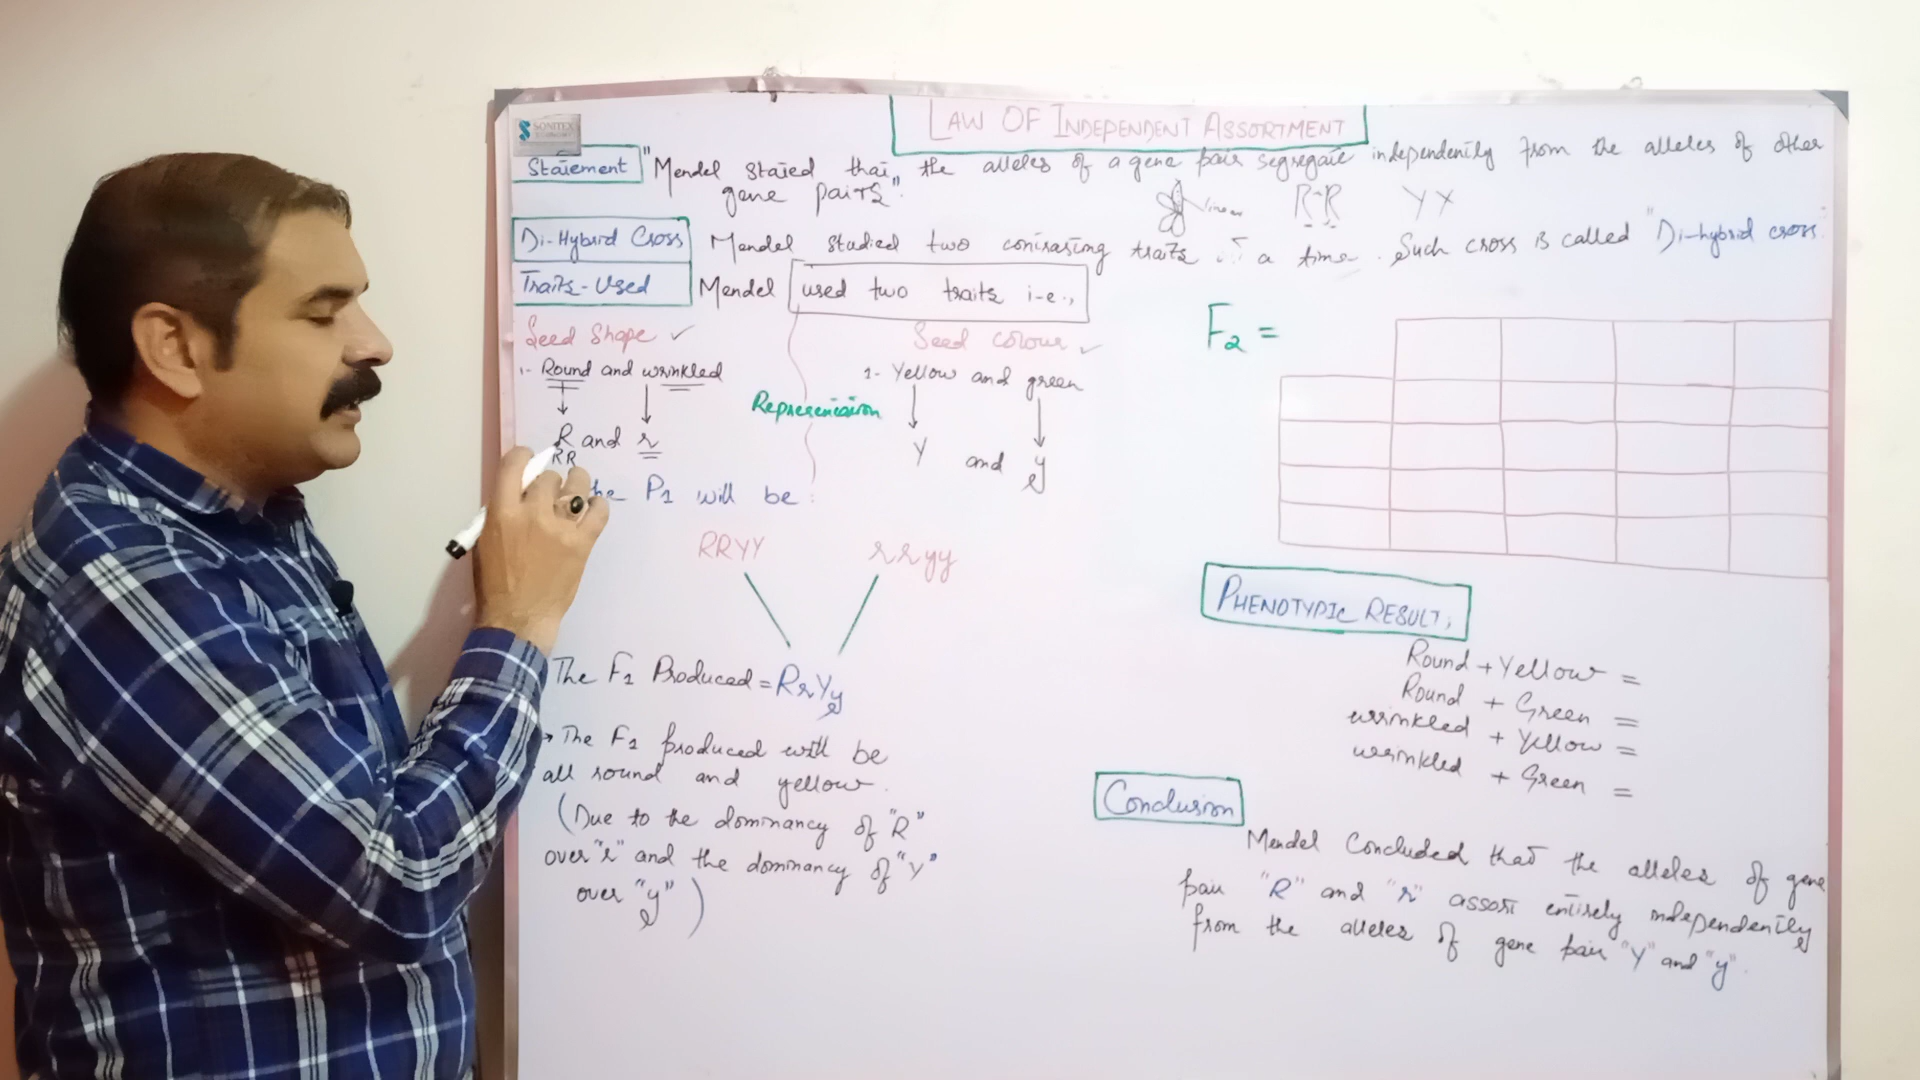 LAW OF INDEPENDENT ASSORTMENT
SONITEX
Statement "Mendel stated that, the alleles of a gene pair segregate independently from the alleles of other
gene pairs".
R R Y Y
Di-Hybrid Cross Mendel studied two contrasting traits a time. Such cross is called "Di-hybrid cross"
Traits-Used Mendel used two traits i-e.,
Seed shape ✓
1- Round and wrinkled
R and r
RR
Seed colour ✓
1- Yellow and green
Y and y
Representation
the P1 will be :
RRYY rryy
The F1 Produced = RrYy
→ The F1 produced will be
all round and yellow.
(Due to the dominancy of "R"
over "r" and the dominancy of "Y"
over "y")
F2 =
PHENOTYPIC RESULT,
Round + Yellow =
Round + Green =
wrinkled + Yellow =
wrinkled + Green =
Conclusion
Mendel Concluded that the alleles of gene
pair "R" and "r" assort entirely independently
from the alleles of gene pair "Y" and "y".